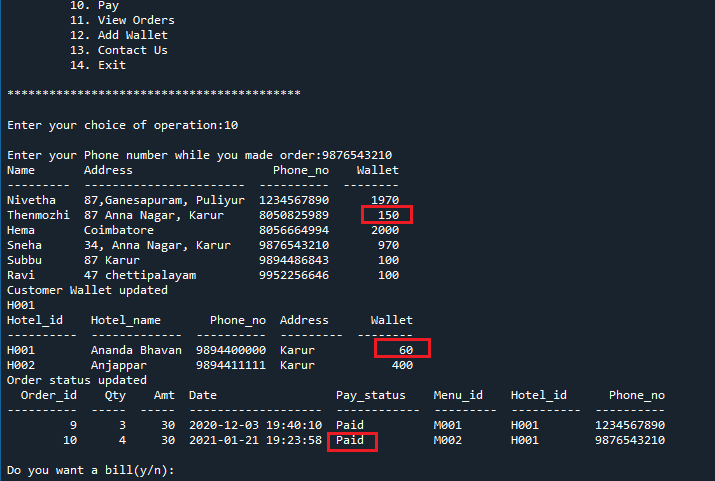 10. Pay
11. View Orders
12. Add Wallet
13. Contact Us
14. Exit
******************************************
Enter your choice of operation:10
Enter your Phone number while you made order:9876543210
Name       Address                    Phone_no    Wallet
----------  -----------------------  ----------  --------
Nivetha    87,Ganesapuram, Puliyur  1234567890      1970
Thenmozhi  87 Anna Nagar, Karur     8050825989       150
Hema       Coimbatore               8056664994      2000
Sneha      34, Anna Nagar, Karur    9876543210       970
Subbu      87 Karur                 9894486843       100
Ravi       47 chettipalayam         9952256646       100
Customer Wallet updated
H001
Hotel_id    Hotel_name       Phone_no  Address      Wallet
----------  -------------  ----------  ---------  --------
H001        Ananda Bhavan  9894400000  Karur            60
H002        Anjappar       9894411111  Karur           400
Order status updated
Order_id    Qty    Amt  Date                 Pay_status    Menu_id    Hotel_id      Phone_no
----------  -----  -----  -------------------  ------------  ---------  ----------  ----------
9      3     30  2020-12-03 19:40:10  Paid          M001       H001        1234567890
10      4     30  2021-01-21 19:23:58  Paid          M002       H001        9876543210
Do you want a bill(y/n):